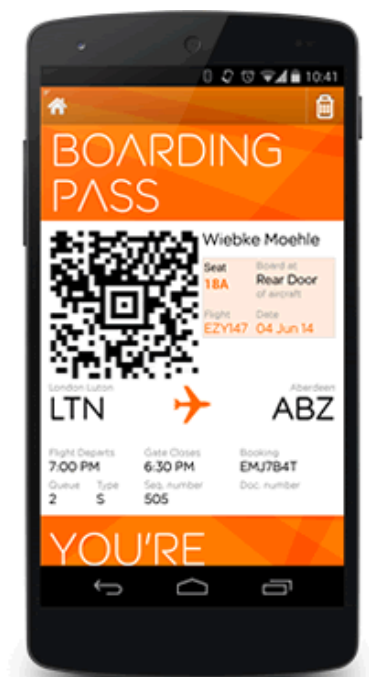 10:41
BOARDING
PASS
Wiebke Moehle
Seat Board at
18A Rear Door
of aircraft
Flight Date
EZY147 04 Jun 14
London Luton Aberdeen
LTN ABZ
Flight Departs Gate Closes Booking
7:00 PM 6:30 PM EMJ7B4T
Queue Type Seq. number Doc. number
2 S 505
YOU'RE